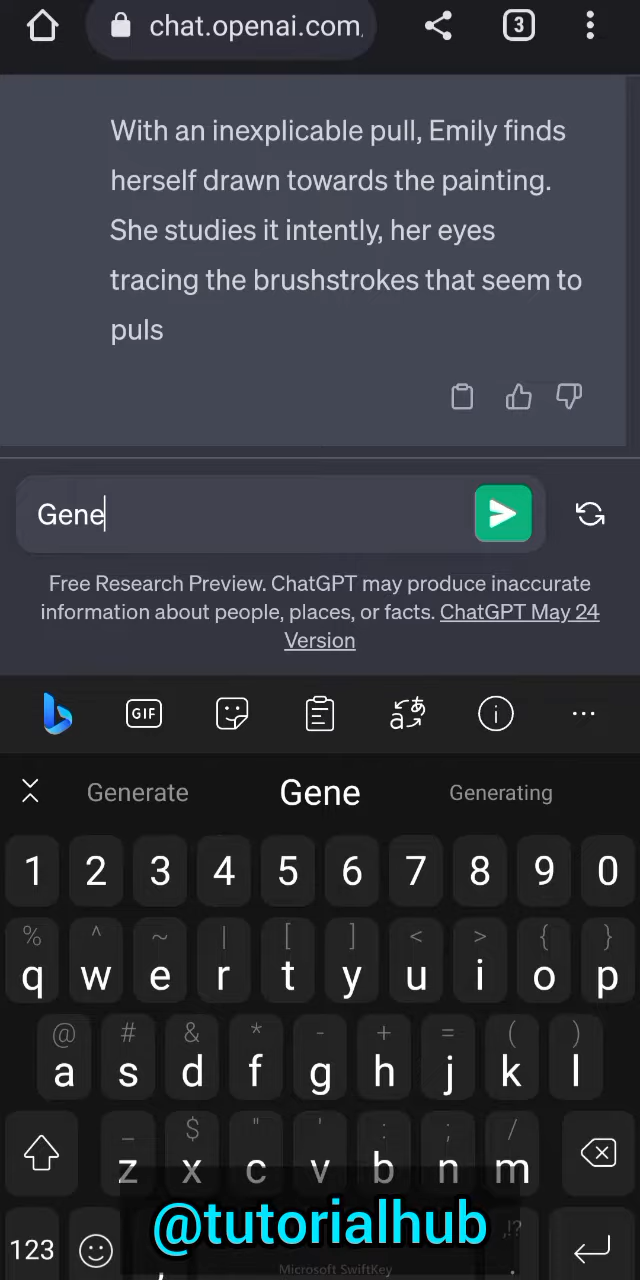 chat.openai.com
3
With an inexplicable pull, Emily finds
herself drawn towards the painting.
She studies it intently, her eyes
tracing the brushstrokes that seem to
puls
Gene
Free Research Preview. ChatGPT may produce inaccurate
information about people, places, or facts. ChatGPT May 24
Version
GIF
Generate Gene Generating
1 2 3 4 5 6 7 8 9 0
% ^ ~ | [ ] < > { }
q w e r t y u i o p
@ # & * - + = ( )
a s d f g h j k l
_ $ " ' : ; /
z x c v b n m
@tutorialhub
123 , ,!? .
Microsoft SwiftKey